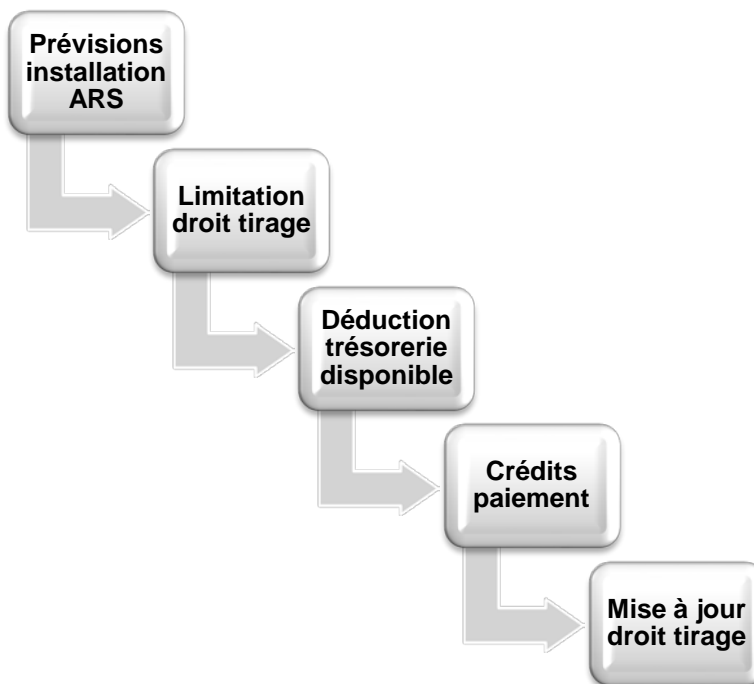 Prévisions
installation
ARS
Limitation
droit tirage
Déduction
trésorerie
disponible
Crédits
paiement
Mise à jour
droit tirage